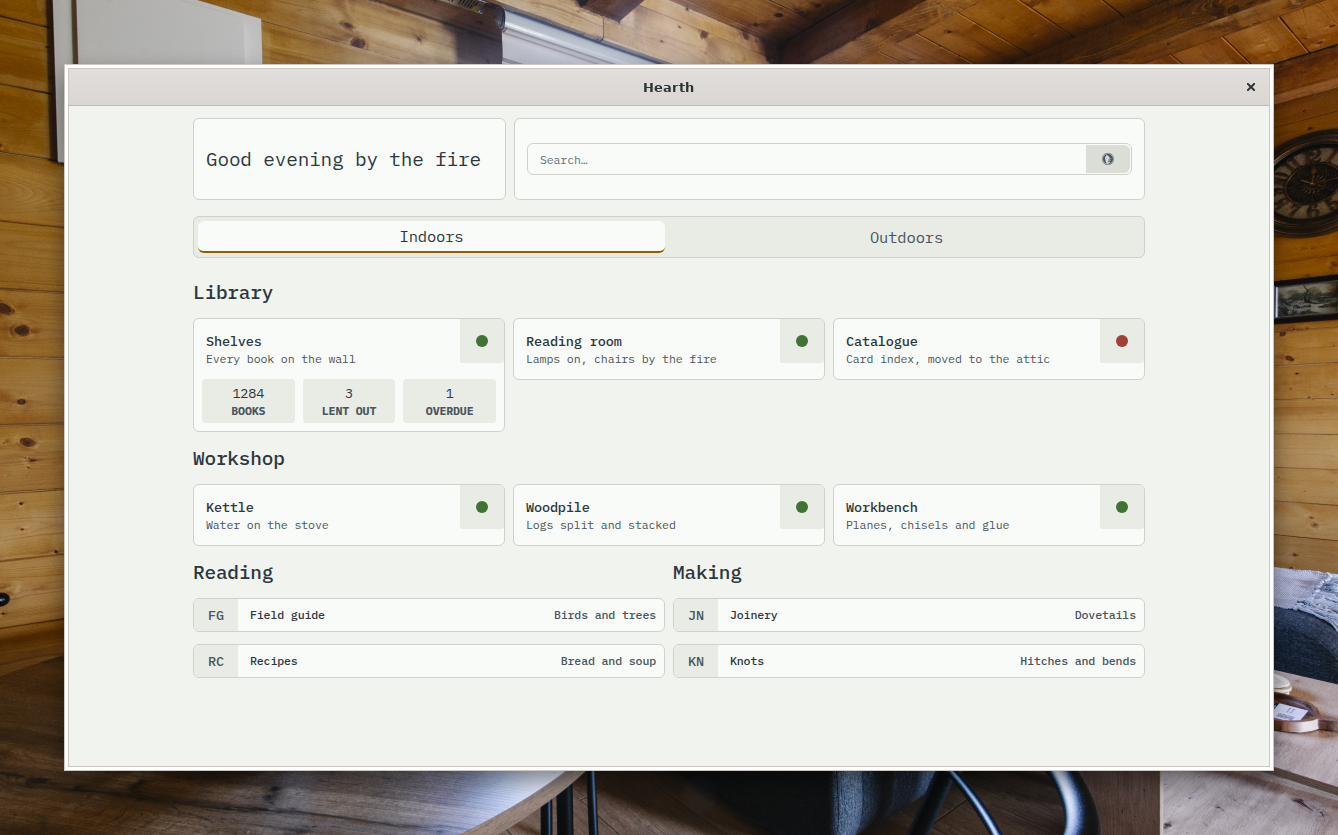 Hearth
Good evening by the fire
Search…
Indoors
Outdoors
Library
Shelves
Every book on the wall
1284
BOOKS
3
LENT OUT
1
OVERDUE
Reading room
Lamps on, chairs by the fire
Catalogue
Card index, moved to the attic
Workshop
Kettle
Water on the stove
Woodpile
Logs split and stacked
Workbench
Planes, chisels and glue
Reading
FG Field guide Birds and trees
RC Recipes Bread and soup
Making
JN Joinery Dovetails
KN Knots Hitches and bends